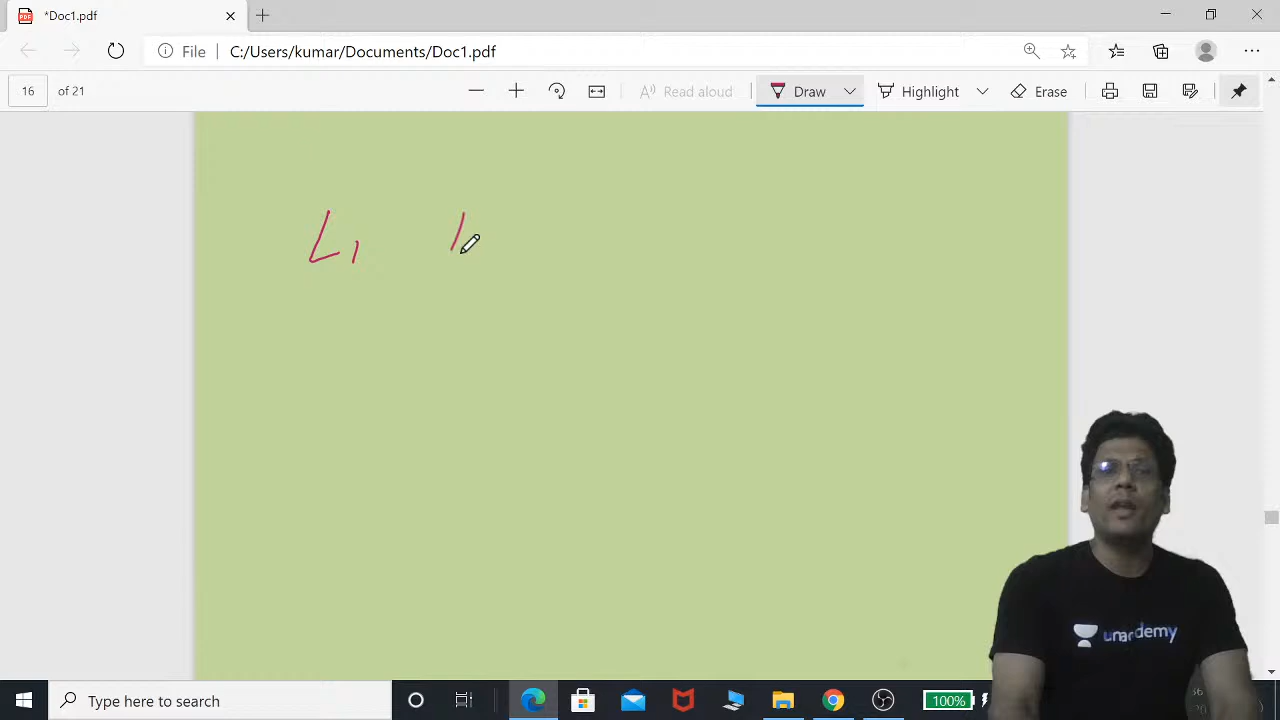 *Doc1.pdf
File C:/Users/kumar/Documents/Doc1.pdf
16 of 21 Read aloud Draw Highlight Erase
L1
unacademy
Type here to search 100%